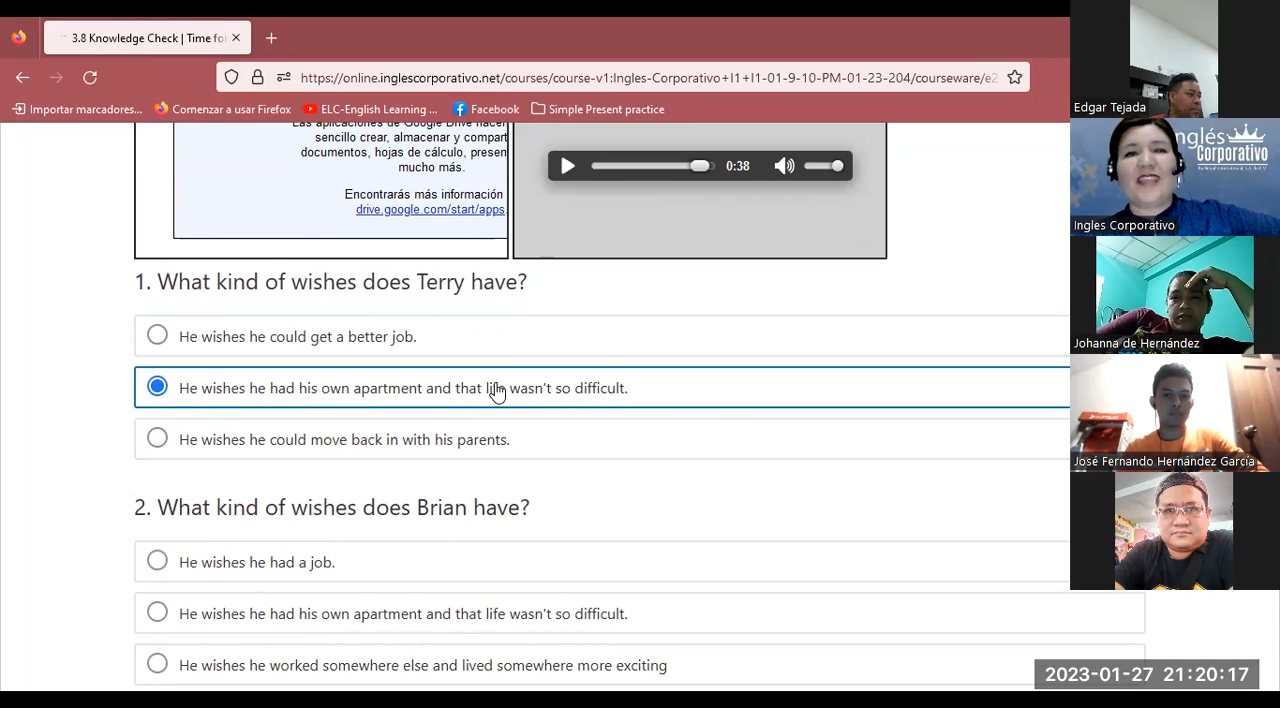 3.8 Knowledge Check | Time fo
https://online.inglescorporativo.net/courses/course-v1:Ingles-Corporativo+I1+I1-01-9-10-PM-01-23-204/courseware/e2
Importar marcadores... Comenzar a usar Firefox ELC-English Learning ... Facebook Simple Present practice
Las aplicaciones de Google Drive hacen
sencillo crear, almacenar y compart
documentos, hojas de cálculo, presen
mucho más.
Encontrarás más información
drive.google.com/start/apps
0:38
1. What kind of wishes does Terry have?
He wishes he could get a better job.
He wishes he had his own apartment and that life wasn't so difficult.
He wishes he could move back in with his parents.
2. What kind of wishes does Brian have?
He wishes he had a job.
He wishes he had his own apartment and that life wasn't so difficult.
He wishes he worked somewhere else and lived somewhere more exciting
Edgar Tejada
Inglés
Corporativo
Ingles Corporativo
Johanna de Hernández
José Fernando Hernández García
2023-01-27 21:20:17